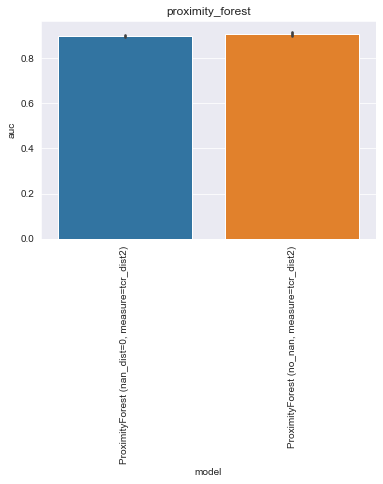 proximity_forest
auc
0.8
0.6
0.4
0.2
0.0
ProximityForest (nan_dist=0, measure=tcr_dist2)
ProximityForest (no_nan, measure=tcr_dist2)
model